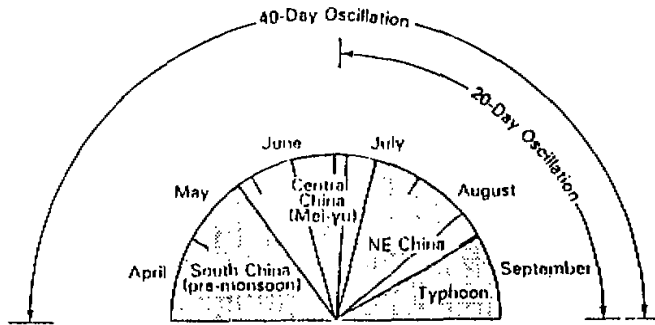 40-Day Oscillation
20-Day Oscillation
June
July
May
Central
China
(Mei-yu)
August
NE China
April
South China
(pre-monsoon)
September
Typhoon